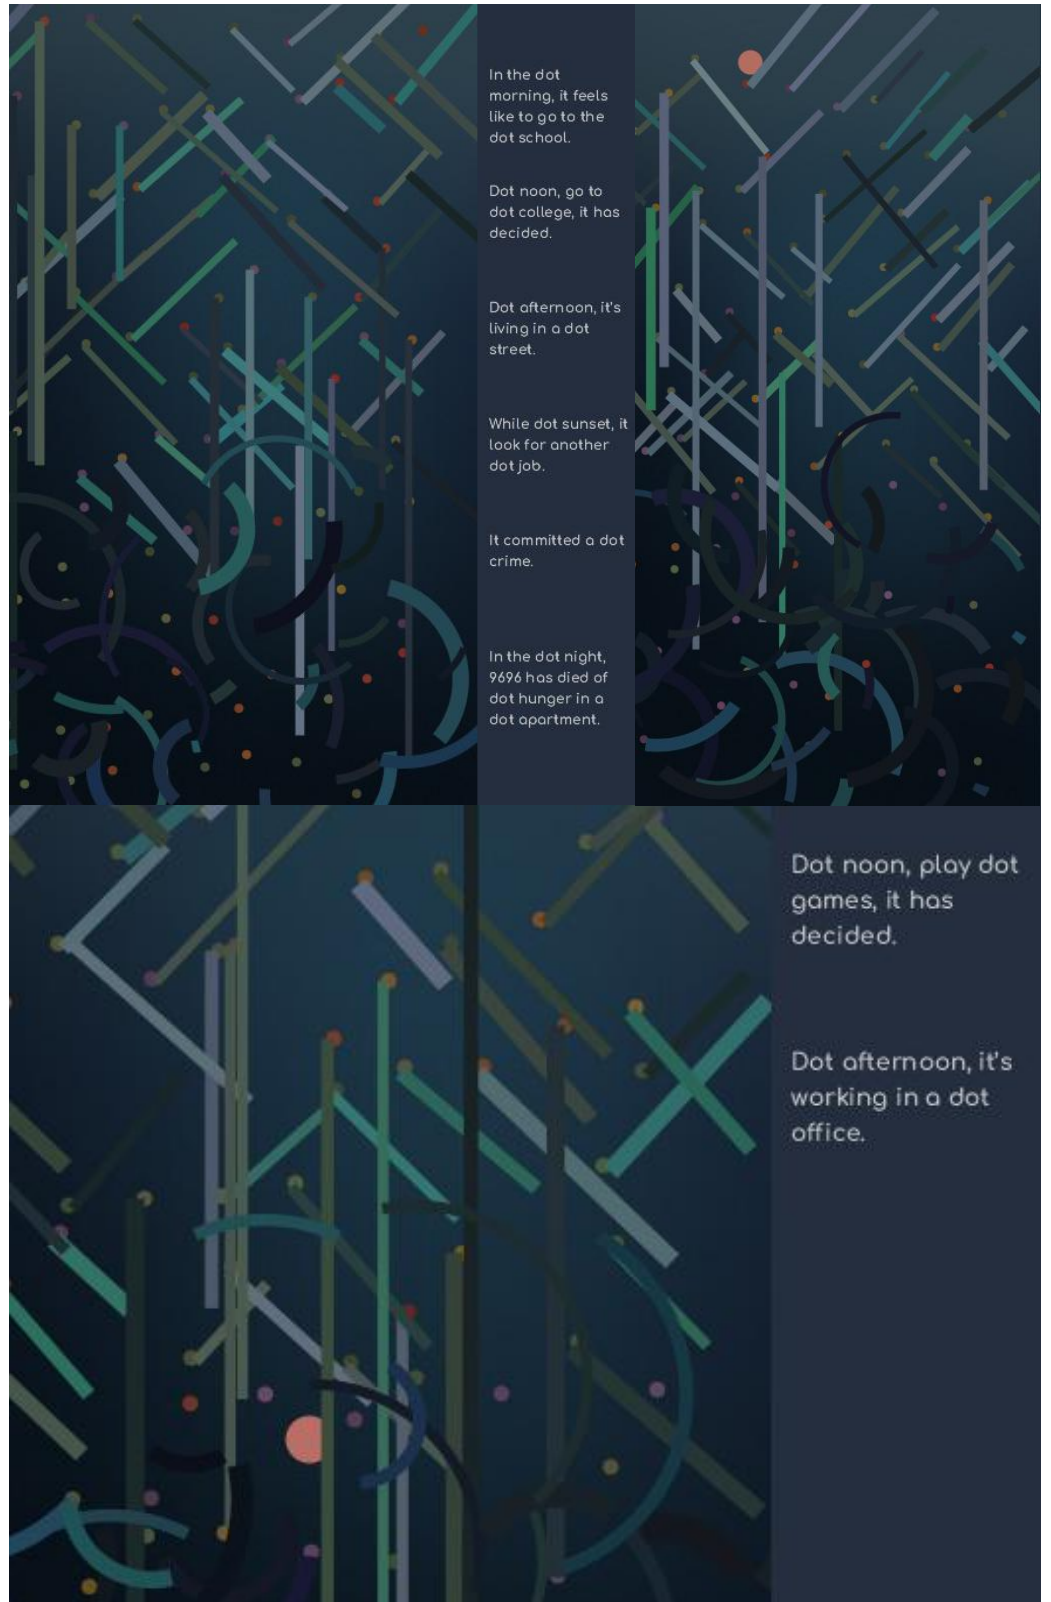 In the dot
morning, it feels
like to go to the
dot school.
Dot noon, go to
dot college, it has
decided.
Dot afternoon, it's
living in a dot
street.
While dot sunset, it
look for another
dot job.
It committed a dot
crime.
In the dot night,
9696 has died of
dot hunger in a
dot apartment.
Dot noon, play dot
games, it has
decided.
Dot afternoon, it's
working in a dot
office.